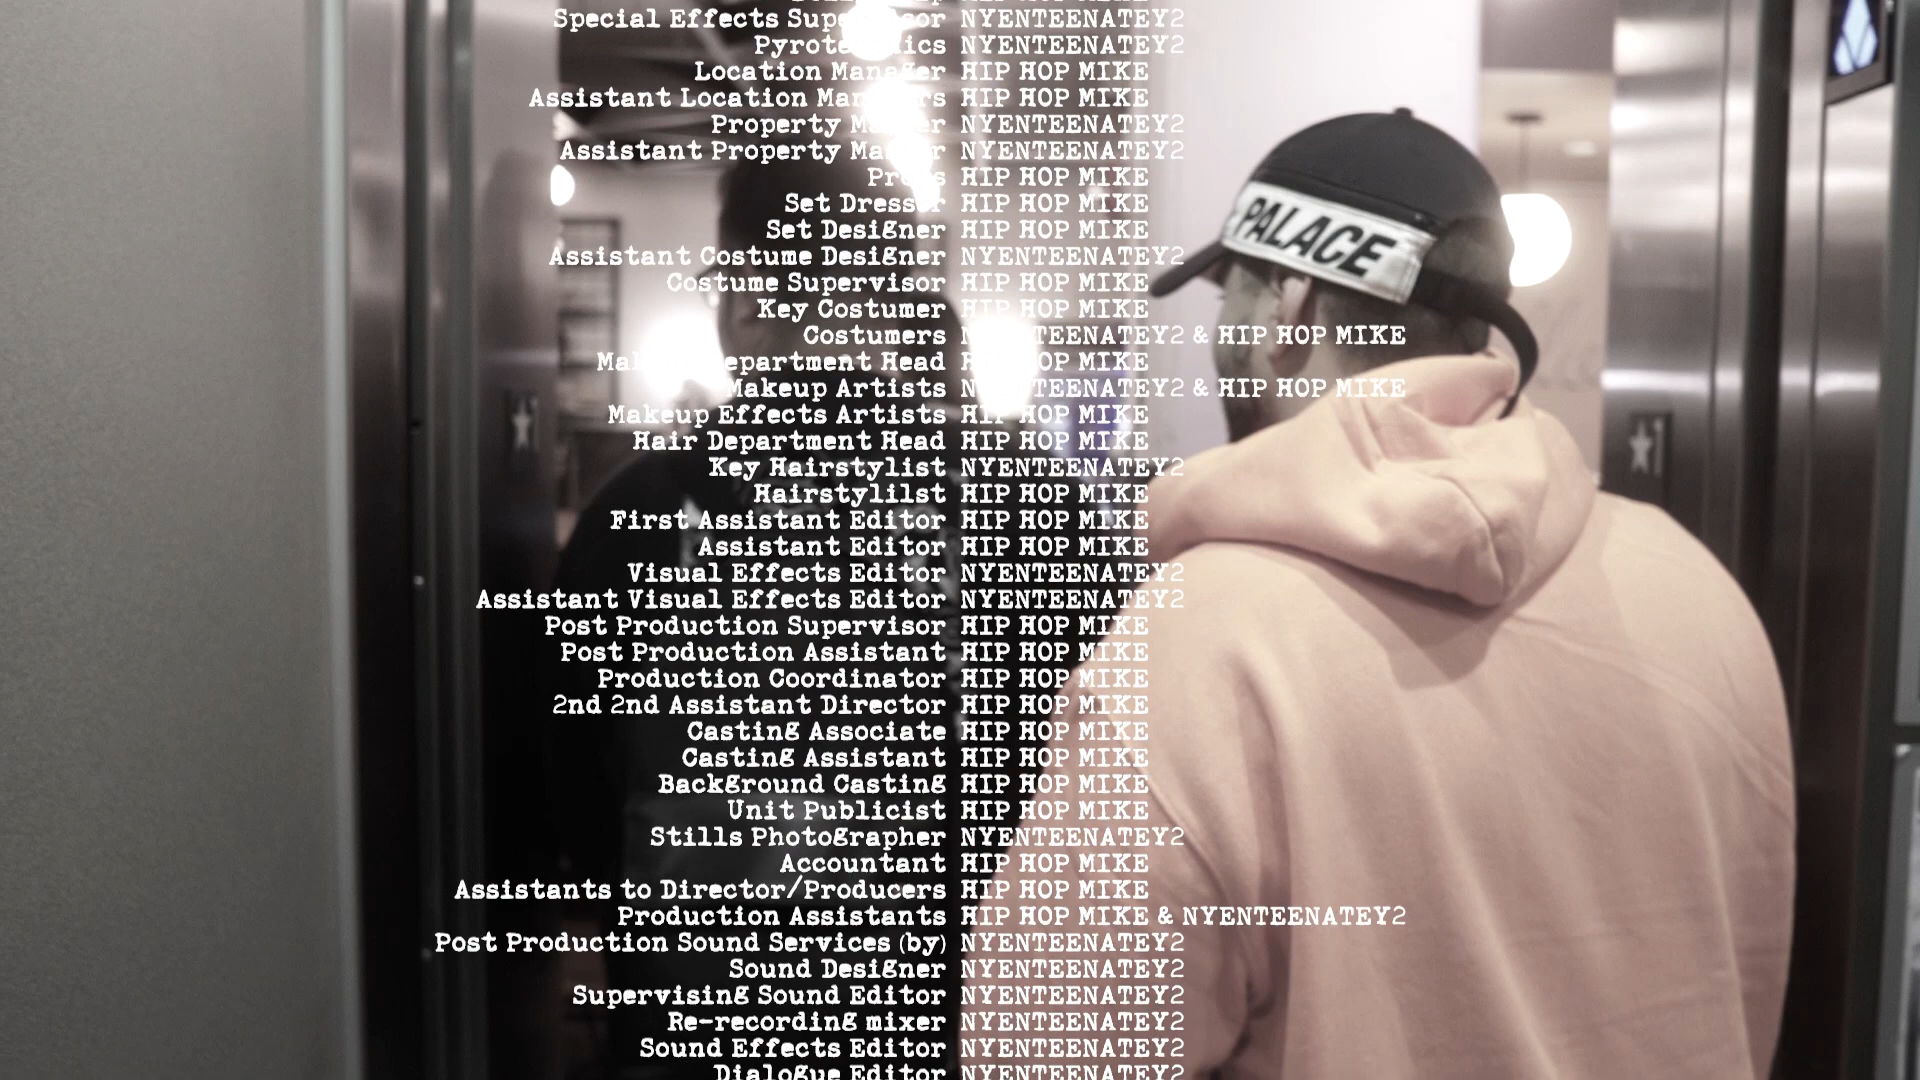 Special Effects Supervisor NYENTEENATEY2
Pyrotechnics NYENTEENATEY2
Location Manager HIP HOP MIKE
Assistant Location Managers HIP HOP MIKE
Property Master NYENTEENATEY2
Assistant Property Master NYENTEENATEY2
Props HIP HOP MIKE
Set Dresser HIP HOP MIKE
Set Designer HIP HOP MIKE
Assistant Costume Designer NYENTEENATEY2
Costume Supervisor HIP HOP MIKE
Key Costumer HIP HOP MIKE
Costumers NYENTEENATEY2 & HIP HOP MIKE
Makeup Department Head HIP HOP MIKE
Makeup Artists NYENTEENATEY2 & HIP HOP MIKE
Makeup Effects Artists HIP HOP MIKE
Hair Department Head HIP HOP MIKE
Key Hairstylist NYENTEENATEY2
Hairstylilst HIP HOP MIKE
First Assistant Editor HIP HOP MIKE
Assistant Editor HIP HOP MIKE
Visual Effects Editor NYENTEENATEY2
Assistant Visual Effects Editor NYENTEENATEY2
Post Production Supervisor HIP HOP MIKE
Post Production Assistant HIP HOP MIKE
Production Coordinator HIP HOP MIKE
2nd 2nd Assistant Director HIP HOP MIKE
Casting Associate HIP HOP MIKE
Casting Assistant HIP HOP MIKE
Background Casting HIP HOP MIKE
Unit Publicist HIP HOP MIKE
Stills Photographer NYENTEENATEY2
Accountant HIP HOP MIKE
Assistants to Director/Producers HIP HOP MIKE
Production Assistants HIP HOP MIKE & NYENTEENATEY2
Post Production Sound Services (by) NYENTEENATEY2
Sound Designer NYENTEENATEY2
Supervising Sound Editor NYENTEENATEY2
Re-recording mixer NYENTEENATEY2
Sound Effects Editor NYENTEENATEY2
Dialogue Editor NYENTEENATEY2
PALACE